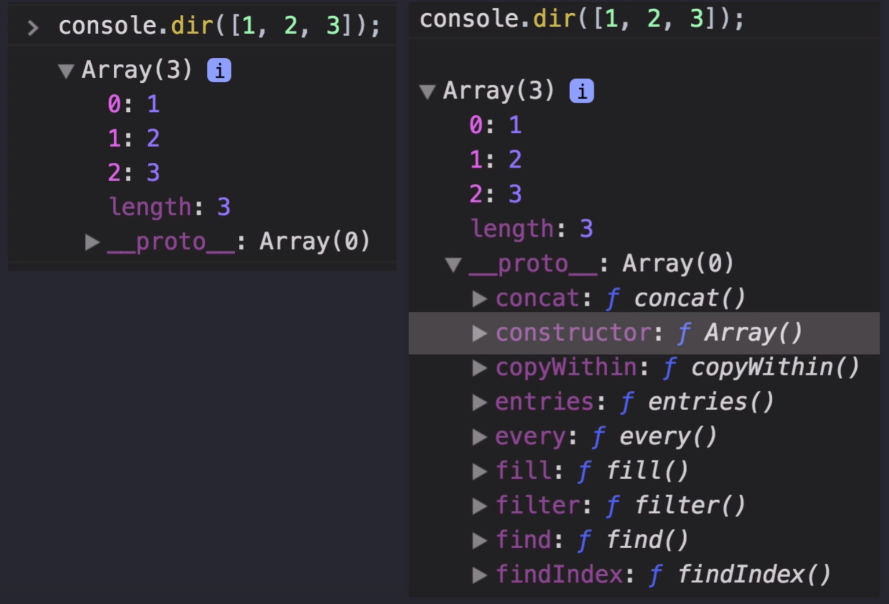 > console.dir([1, 2, 3]);
▼ Array(3) i
0: 1
1: 2
2: 3
length: 3
▶ __proto__: Array(0)
console.dir([1, 2, 3]);
▼ Array(3) i
0: 1
1: 2
2: 3
length: 3
▼ __proto__: Array(0)
▶ concat: ƒ concat()
▶ constructor: ƒ Array()
▶ copyWithin: ƒ copyWithin()
▶ entries: ƒ entries()
▶ every: ƒ every()
▶ fill: ƒ fill()
▶ filter: ƒ filter()
▶ find: ƒ find()
▶ findIndex: ƒ findIndex()